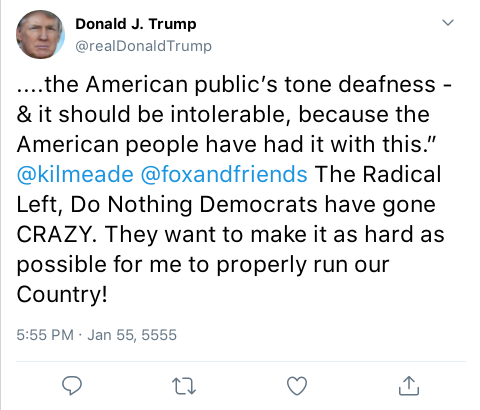 Donald J. Trump
@realDonaldTrump
....the American public's tone deafness -
& it should be intolerable, because the
American people have had it with this.”
@kilmeade @foxandfriends The Radical
Left, Do Nothing Democrats have gone
CRAZY. They want to make it as hard as
possible for me to properly run our
Country!
5:55 PM · Jan 55, 5555